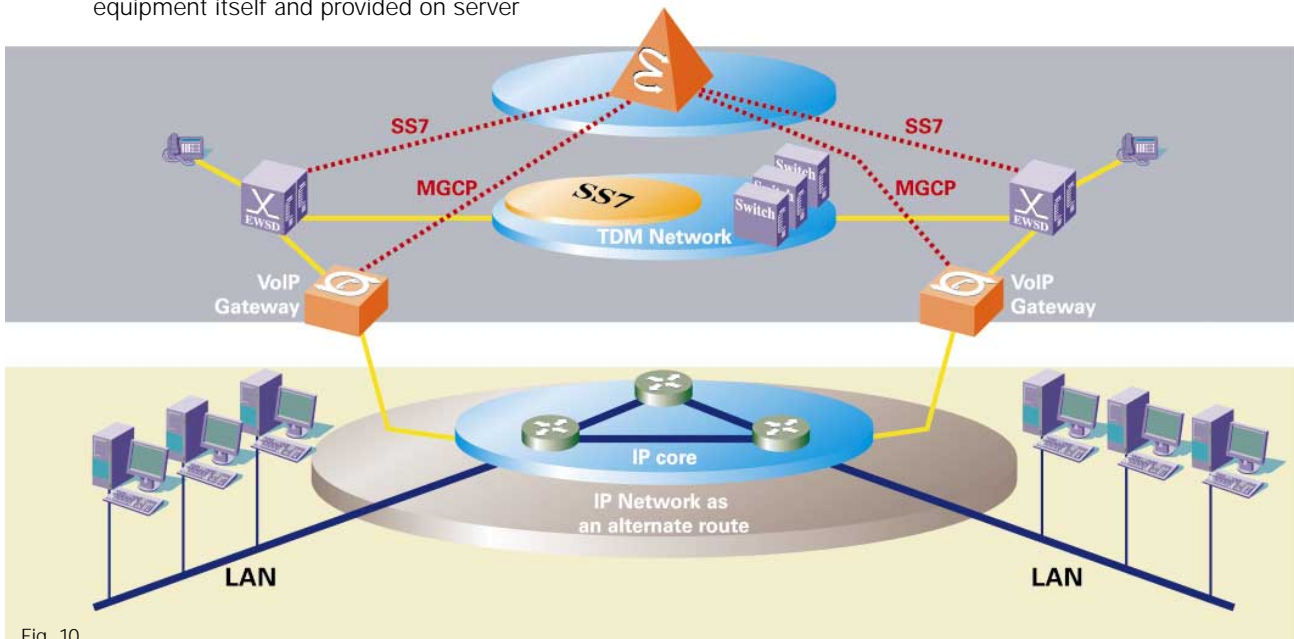 equipment itself and provided on server
SS7
SS7
MGCP
MGCP
SS7
Switch
Switch
Switch
EWSD
EWSD
TDM Network
VoIP
Gateway
VoIP
Gateway
IP core
IP Network as
an alternate route
LAN
LAN
Fig. 10